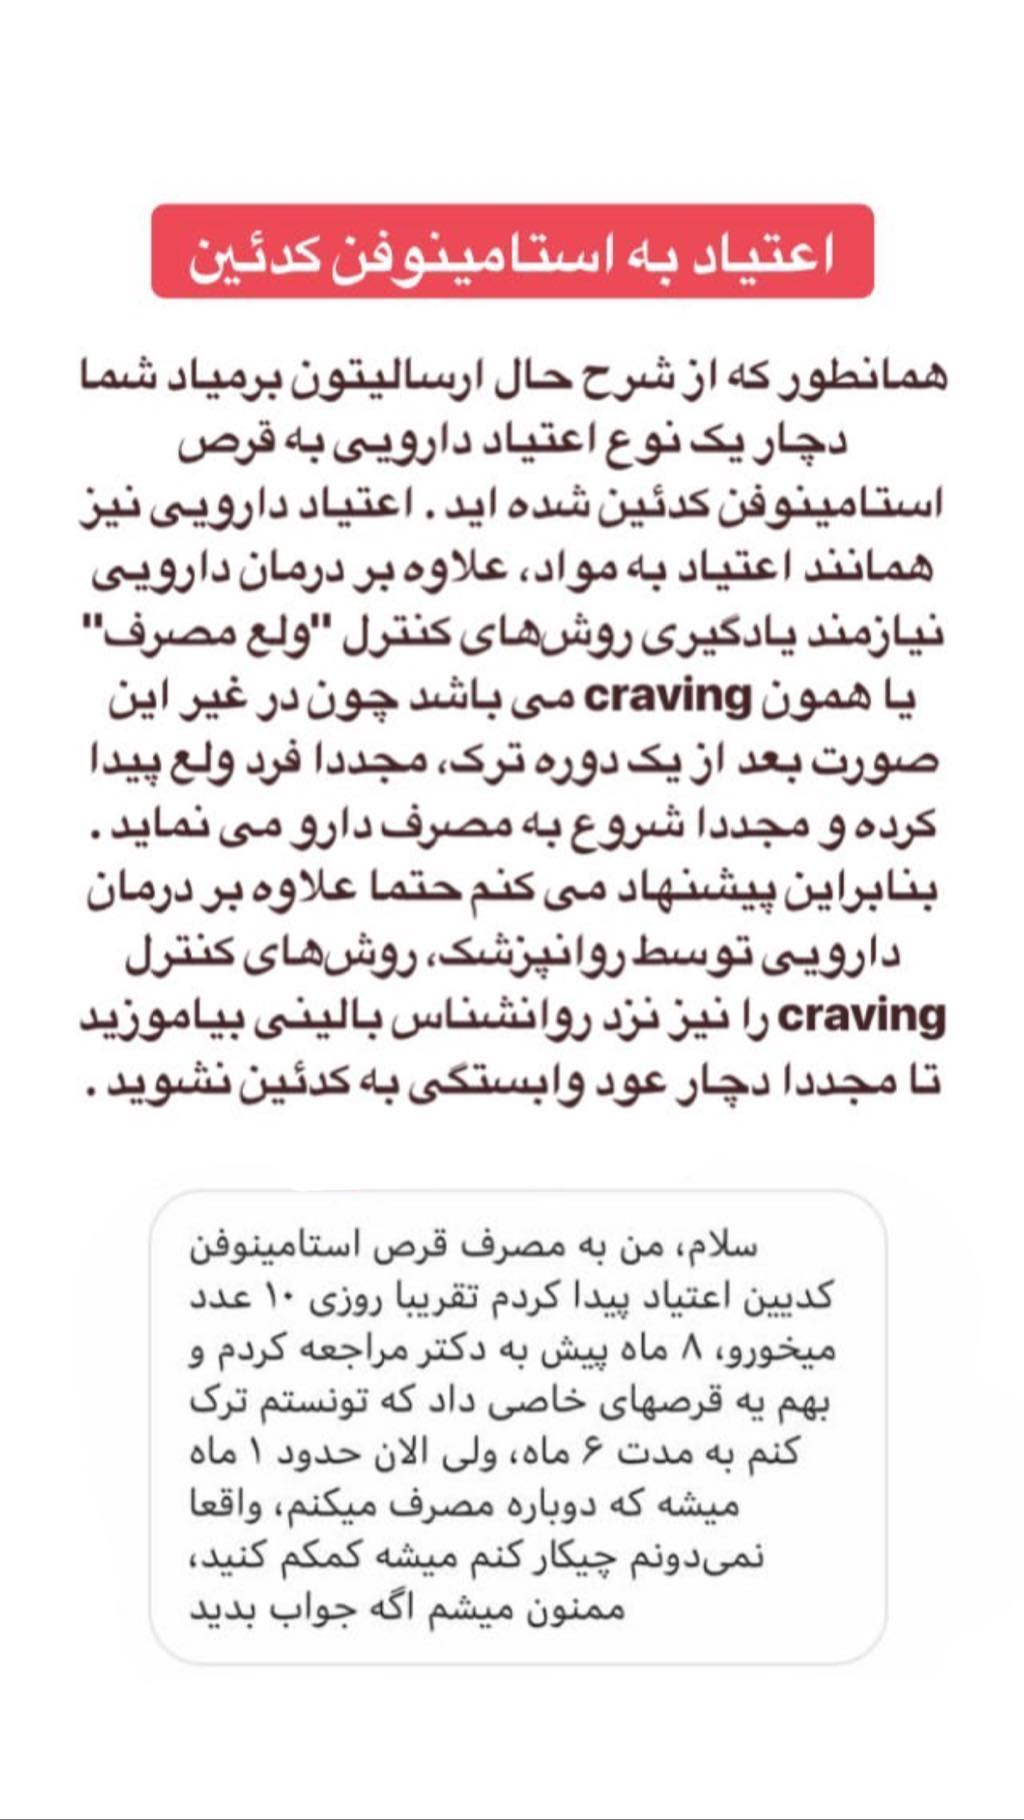 اعتیاد به استامینوفن کدئین
همانطور که از شرح حال ارسالیتون برمیاد شما
دچار یک نوع اعتیاد دارویی به قرص
استامینوفن کدئین شده اید . اعتیاد دارویی نیز
همانند اعتیاد به مواد، علاوه بر درمان دارویی
نیازمند یادگیری روش‌های کنترل "ولع مصرف"
یا همون craving می باشد چون در غیر این
صورت بعد از یک دوره ترک، مجددا فرد ولع پیدا
کرده و مجددا شروع به مصرف دارو می نماید .
بنابراین پیشنهاد می کنم حتما علاوه بر درمان
دارویی توسط روانپزشک، روش‌های کنترل
craving را نیز نزد روانشناس بالینی بیاموزید
تا مجددا دچار عود وابستگی به کدئین نشوید .
سلام، من به مصرف قرص استامینوفن
کدیین اعتیاد پیدا کردم تقریبا روزی ۱۰ عدد
میخورو، ۸ ماه پیش به دکتر مراجعه کردم و
بهم یه قرصهای خاصی داد که تونستم ترک
کنم به مدت ۶ ماه، ولی الان حدود ۱ ماه
میشه که دوباره مصرف میکنم، واقعا
نمی‌دونم چیکار کنم میشه کمکم کنید،
ممنون میشم اگه جواب بدید